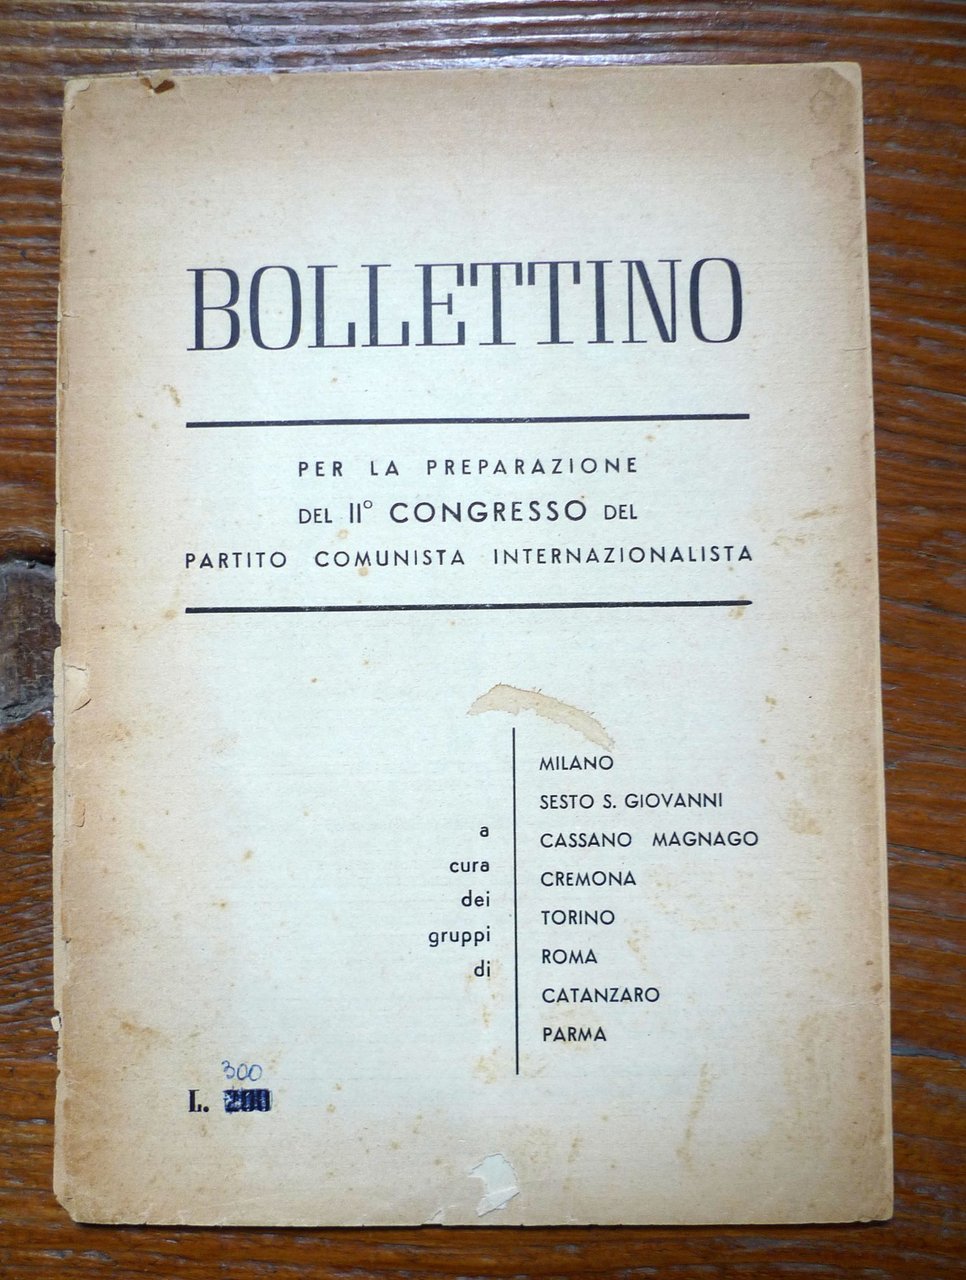 BOLLETTINO
PER LA PREPARAZIONE
DEL II° CONGRESSO DEL
PARTITO COMUNISTA INTERNAZIONALISTA
a
cura
dei
gruppi
di
MILANO
SESTO S. GIOVANNI
CASSANO MAGNAGO
CREMONA
TORINO
ROMA
CATANZARO
PARMA
300
L. 200